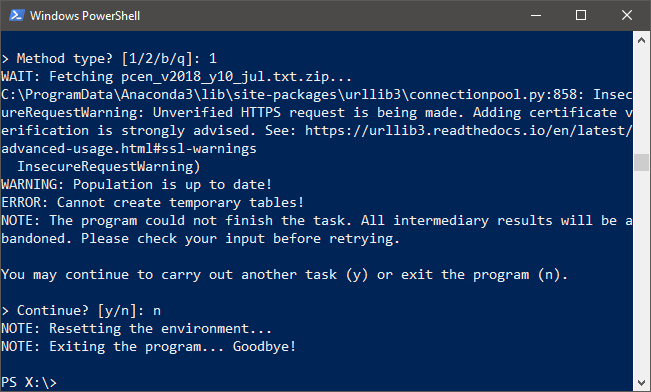 Windows PowerShell
> Method type? [1/2/b/q]: 1
WAIT: Fetching pcen_v2018_y10_jul.txt.zip...
C:\ProgramData\Anaconda3\lib\site-packages\urllib3\connectionpool.py:858: Insec
ureRequestWarning: Unverified HTTPS request is being made. Adding certificate v
erification is strongly advised. See: https://urllib3.readthedocs.io/en/latest/
advanced-usage.html#ssl-warnings
  InsecureRequestWarning)
WARNING: Population is up to date!
ERROR: Cannot create temporary tables!
NOTE: The program could not finish the task. All intermediary results will be a
bandoned. Please check your input before retrying.
You may continue to carry out another task (y) or exit the program (n).
> Continue? [y/n]: n
NOTE: Resetting the environment...
NOTE: Exiting the program... Goodbye!
PS X:\>